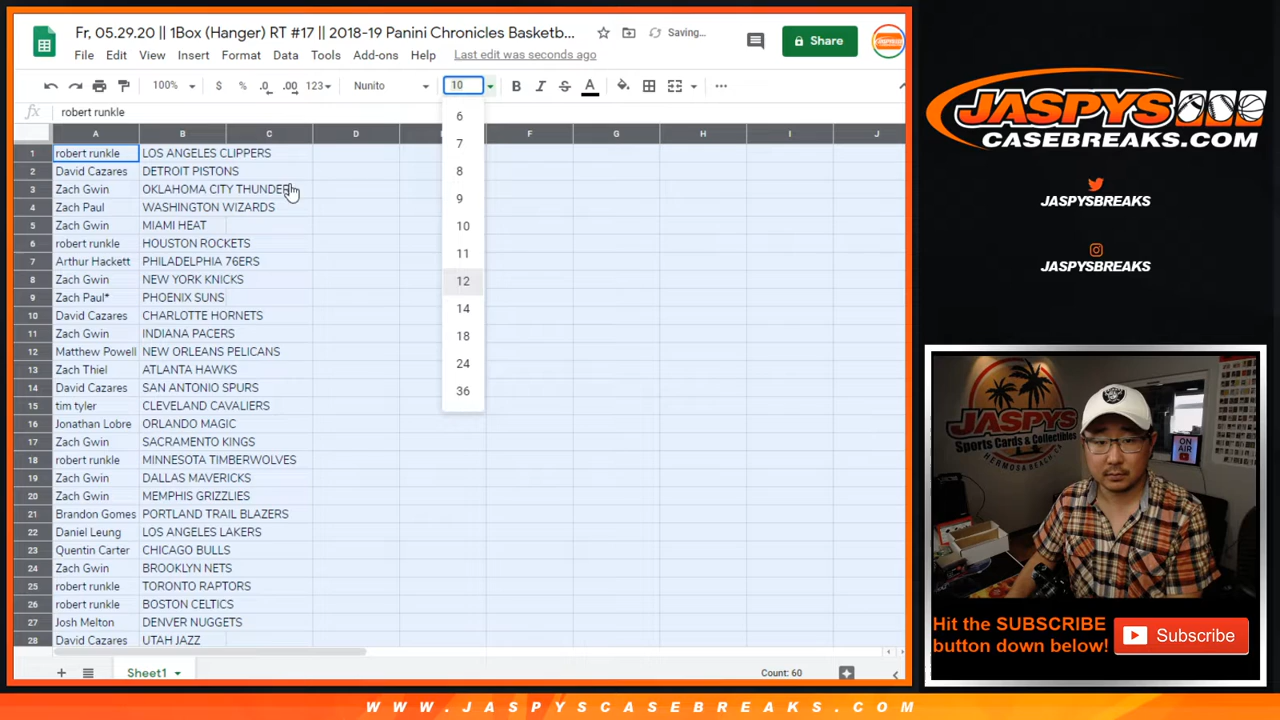 Fr, 05.29.20 || 1Box (Hanger) RT #17 || 2018-19 Panini Chronicles Basketb...
Saving...
Share
File Edit View Insert Format Data Tools Add-ons Help Last edit was seconds ago
100% $ % .0 .00 123 Nunito 10 B I S A
fx robert runkle
A B C D F G H I J
1 robert runkle LOS ANGELES CLIPPERS
2 David Cazares DETROIT PISTONS
3 Zach Gwin OKLAHOMA CITY THUNDER
4 Zach Paul WASHINGTON WIZARDS
5 Zach Gwin MIAMI HEAT
6 robert runkle HOUSTON ROCKETS
7 Arthur Hackett PHILADELPHIA 76ERS
8 Zach Gwin NEW YORK KNICKS
9 Zach Paul* PHOENIX SUNS
10 David Cazares CHARLOTTE HORNETS
11 Zach Gwin INDIANA PACERS
12 Matthew Powell NEW ORLEANS PELICANS
13 Zach Thiel ATLANTA HAWKS
14 David Cazares SAN ANTONIO SPURS
15 tim tyler CLEVELAND CAVALIERS
16 Jonathan Lobre ORLANDO MAGIC
17 Zach Gwin SACRAMENTO KINGS
18 robert runkle MINNESOTA TIMBERWOLVES
19 Zach Gwin DALLAS MAVERICKS
20 Zach Gwin MEMPHIS GRIZZLIES
21 Brandon Gomes PORTLAND TRAIL BLAZERS
22 Daniel Leung LOS ANGELES LAKERS
23 Quentin Carter CHICAGO BULLS
24 Zach Gwin BROOKLYN NETS
25 robert runkle TORONTO RAPTORS
26 robert runkle BOSTON CELTICS
27 Josh Melton DENVER NUGGETS
28 David Cazares UTAH JAZZ
6
7
8
9
10
11
12
14
18
24
36
Sheet1
Count: 60
JASPYS
CASEBREAKS.COM
JASPYSBREAKS
JASPYSBREAKS
JASPYS
Sports Cards & Collectibles
HERMOSA BEACH, CA
ON AIR
Hit the SUBSCRIBE
button down below!
Subscribe
WWW.JASPYSCASEBREAKS.COM